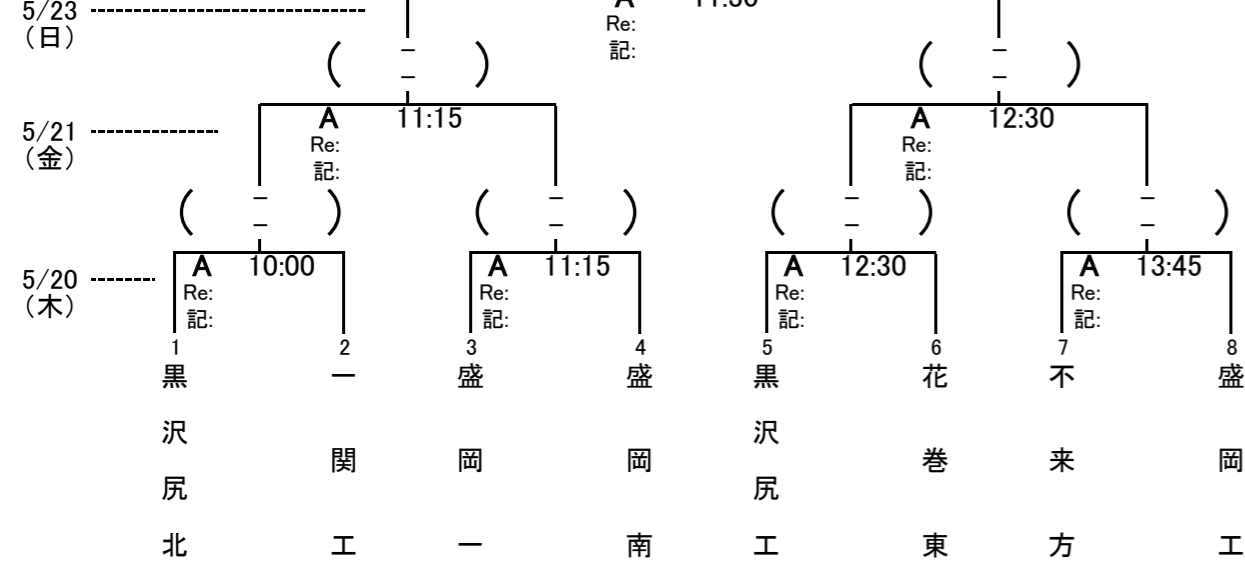 5/23
(日)
Re:
記:
( - - ) ( - - )
5/21
(金)
A 11:15 A 12:30
Re: Re:
記: 記:
( - - ) ( - - ) ( - - ) ( - - )
5/20
(木)
A 10:00 A 11:15 A 12:30 A 13:45
Re: Re: Re: Re:
記: 記: 記: 記:
1 2 3 4 5 6 7 8
黒沢尻北
一関工
盛岡一
盛岡南
黒沢尻工
花巻東
不来方
盛岡工